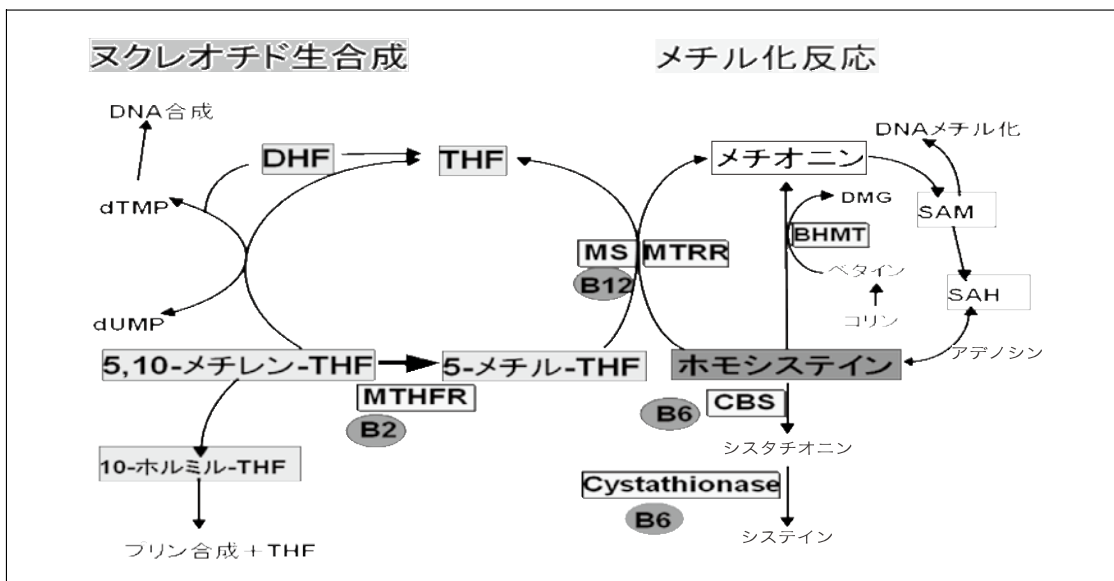 ヌクレオチド生合成
メチル化反応
DNA合成
DHF
THF
メチオニン
DNAメチル化
dTMP
DMG
SAM
MS
MTRR
BHMT
B12
ベタイン
SAH
dUMP
コリン
アデノシン
5,10-メチレン-THF
5-メチル-THF
ホモシステイン
MTHFR
B2
B6
CBS
シスタチオニン
10-ホルミル-THF
Cystathionase
B6
プリン合成+THF
システイン